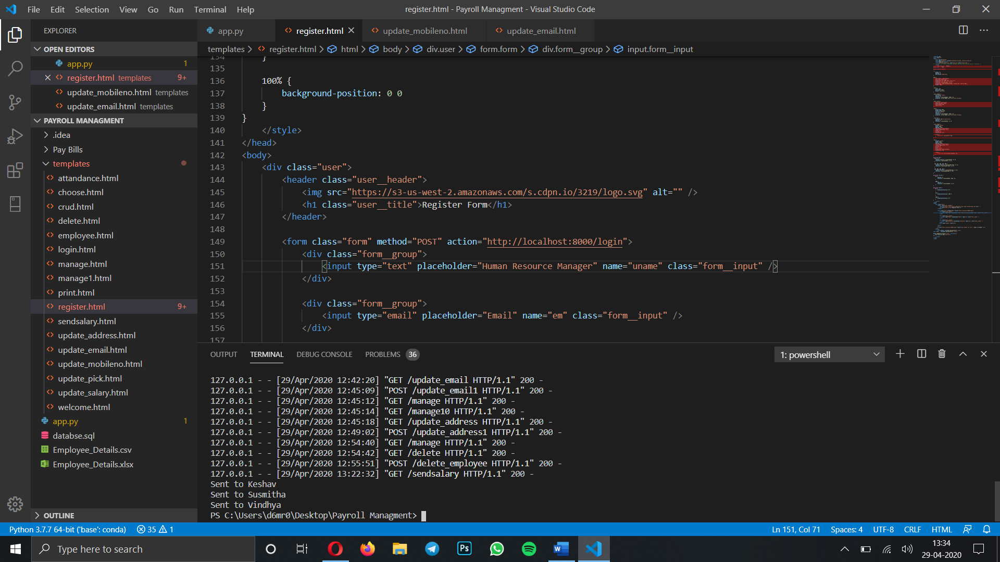 File Edit Selection View Go Run Terminal Help
register.html - Payroll Managment - Visual Studio Code
EXPLORER
app.py
register.html
update_mobileno.html
update_email.html
OPEN EDITORS
app.py 1
register.html templates 9+
update_mobileno.html templates
update_email.html templates
PAYROLL MANAGMENT
.idea
Pay Bills
templates
attandance.html
choose.html
crud.html
delete.html
employee.html
login.html
manage.html
manage1.html
print.html
register.html 9+
sendsalary.html
update_address.html
update_email.html
update_mobileno.html
update_pick.html
update_salary.html
welcome.html
app.py 1
databse.sql
Employee_Details.csv
Employee_Details.xlsx
OUTLINE
templates > register.html > html > body > div.user > form.form > div.form__group > input.form__input
134 }
135
136 100% {
137 background-position: 0 0
138 }
139 }
140 </style>
141 </head>
142 <body>
143 <div class="user">
144 <header class="user__header">
145 <img src="https://s3-us-west-2.amazonaws.com/s.cdpn.io/3219/logo.svg" alt="" />
146 <h1 class="user__title">Register Form</h1>
147 </header>
148
149 <form class="form" method="POST" action="http://localhost:8000/login">
150 <div class="form__group">
151 <input type="text" placeholder="Human Resource Manager" name="uname" class="form__input" />
152 </div>
153
154 <div class="form__group">
155 <input type="email" placeholder="Email" name="em" class="form__input" />
156 </div>
157
OUTPUT TERMINAL DEBUG CONSOLE PROBLEMS 36
1: powershell
127.0.0.1 - - [29/Apr/2020 12:42:20] "GET /update_email HTTP/1.1" 200 -
127.0.0.1 - - [29/Apr/2020 12:45:09] "POST /update_email1 HTTP/1.1" 200 -
127.0.0.1 - - [29/Apr/2020 12:45:12] "GET /manage HTTP/1.1" 200 -
127.0.0.1 - - [29/Apr/2020 12:45:14] "GET /manage10 HTTP/1.1" 200 -
127.0.0.1 - - [29/Apr/2020 12:45:18] "GET /update_address HTTP/1.1" 200 -
127.0.0.1 - - [29/Apr/2020 12:49:02] "POST /update_address1 HTTP/1.1" 200 -
127.0.0.1 - - [29/Apr/2020 12:54:40] "GET /manage HTTP/1.1" 200 -
127.0.0.1 - - [29/Apr/2020 12:54:42] "GET /delete HTTP/1.1" 200 -
127.0.0.1 - - [29/Apr/2020 12:55:51] "POST /delete_employee HTTP/1.1" 200 -
127.0.0.1 - - [29/Apr/2020 13:22:32] "GET /sendsalary HTTP/1.1" 200 -
Sent to Keshav
Sent to Susmitha
Sent to Vindhya
PS C:\Users\d6mr0\Desktop\Payroll Managment>
Python 3.7.7 64-bit ('base': conda) 35 1
Ln 151, Col 71 Spaces: 4 UTF-8 CRLF HTML
Type here to search
Ps
W
13:34
29-04-2020